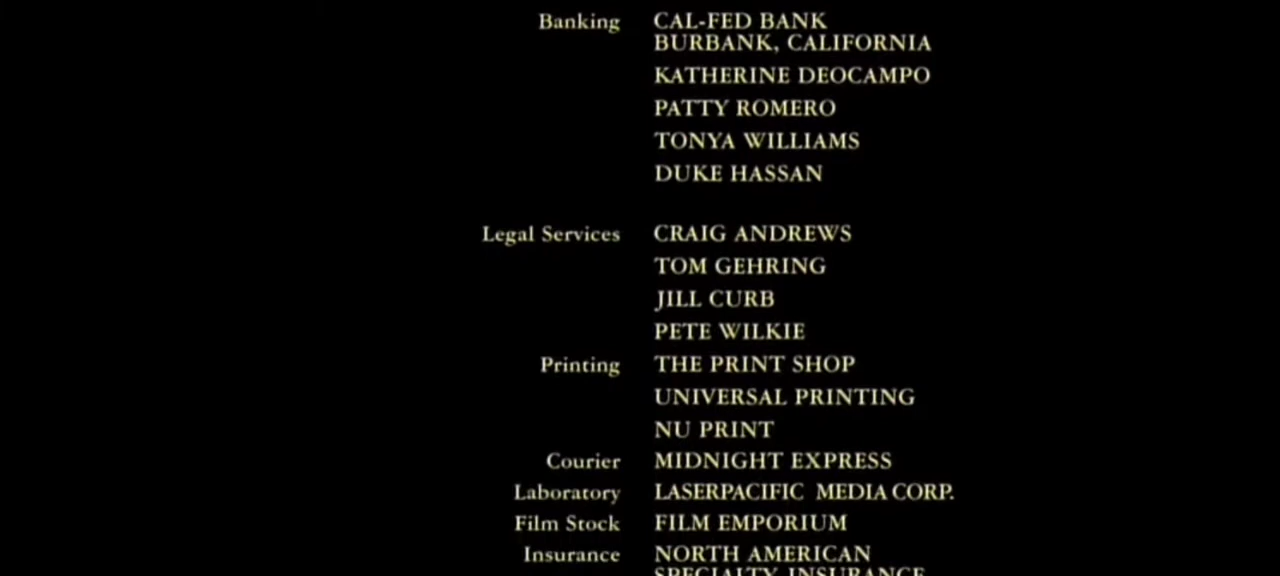 Banking CAL-FED BANK
BURBANK, CALIFORNIA
KATHERINE DEOCAMPO
PATTY ROMERO
TONYA WILLIAMS
DUKE HASSAN
Legal Services CRAIG ANDREWS
TOM GEHRING
JILL CURB
PETE WILKIE
Printing THE PRINT SHOP
UNIVERSAL PRINTING
NU PRINT
Courier MIDNIGHT EXPRESS
Laboratory LASERPACIFIC MEDIA CORP.
Film Stock FILM EMPORIUM
Insurance NORTH AMERICAN
SPECIALTY INSURANCE